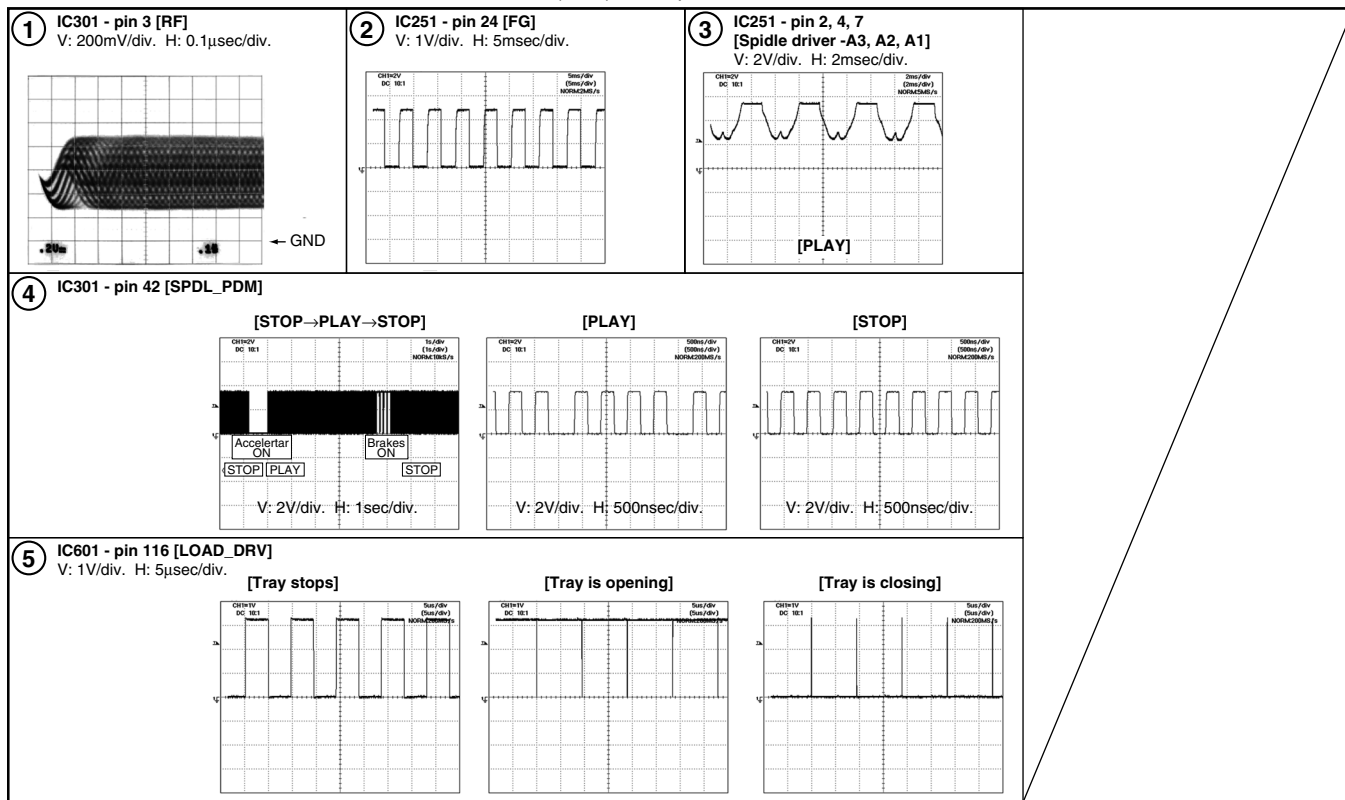 1 IC301 - pin 3 [RF]
V: 200mV/div. H: 0.1μsec/div.
.2V
← GND
2 IC251 - pin 24 [FG]
V: 1V/div. H: 5msec/div.
CH1=2V 5ms/div
DC 10:1 (5ms/div)
NORM:2MS/s
3 IC251 - pin 2, 4, 7
[Spidle driver -A3, A2, A1]
V: 2V/div. H: 2msec/div.
CH1=2V 2ms/div
DC 10:1 (2ms/div)
NORM:5MS/s
[PLAY]
4 IC301 - pin 42 [SPDL_PDM]
[STOP→PLAY→STOP]
CH1=2V 1s/div
DC 10:1 (1s/div)
NORM:10kS/s
Accelertar
ON
Brakes
ON
STOP PLAY STOP
V: 2V/div. H: 1sec/div.
[PLAY]
CH1=2V 500ns/div
DC 10:1 (500ns/div)
NORM:200MS/s
V: 2V/div. H: 500nsec/div.
[STOP]
CH1=2V 500ns/div
DC 10:1 (500ns/div)
NORM:200MS/s
V: 2V/div. H: 500nsec/div.
5 IC601 - pin 116 [LOAD_DRV]
V: 1V/div. H: 5μsec/div.
[Tray stops]
CH1=1V 5us/div
DC 10:1 (5us/div)
NORM:200MS/s
[Tray is opening]
CH1=1V 5us/div
DC 10:1 (5us/div)
NORM:200MS/s
[Tray is closing]
CH1=1V 5us/div
DC 10:1 (5us/div)
NORM:200MS/s